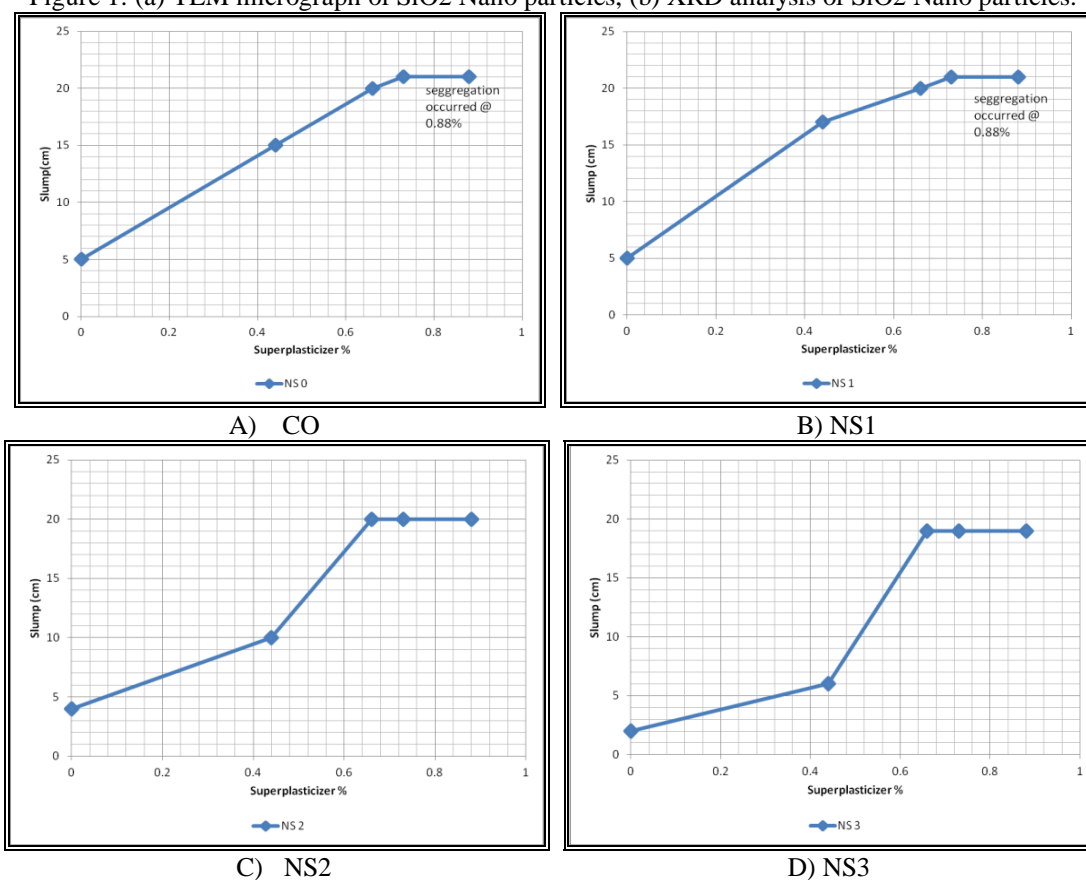 Figure 1: (a) TEM micrograph of SiO2 Nano particles, (b) XRD analysis of SiO2 Nano particles.
25
20
15
10
5
0
Slump(cm)
seggregation
occurred @
0.88%
0 0.2 0.4 0.6 0.8 1
Superplasticizer %
NS 0
A) CO
25
20
15
10
5
0
Slump (cm)
seggregation
occurred @
0.88%
0 0.2 0.4 0.6 0.8 1
Superplasticizer %
NS 1
B) NS1
25
20
15
10
5
0
Slump (cm)
0 0.2 0.4 0.6 0.8 1
Superplasticizer %
NS 2
C) NS2
25
20
15
10
5
0
Slump (cm)
0 0.2 0.4 0.6 0.8 1
Superplasticizer %
NS 3
D) NS3